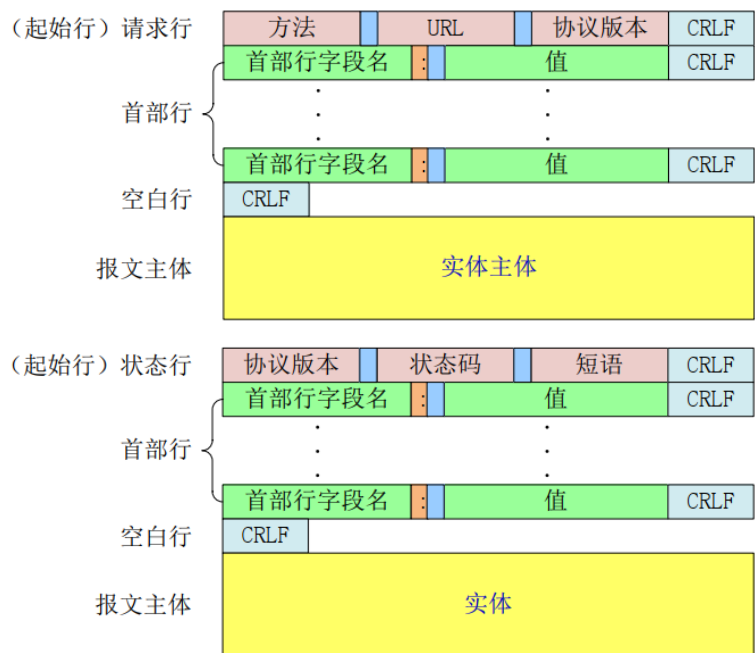 （起始行）请求行 方法 URL 协议版本 CRLF
首部行字段名 : 值 CRLF
首部行
首部行字段名 : 值 CRLF
空白行 CRLF
报文主体 实体主体
（起始行）状态行 协议版本 状态码 短语 CRLF
首部行字段名 : 值 CRLF
首部行
首部行字段名 : 值 CRLF
空白行 CRLF
报文主体 实体